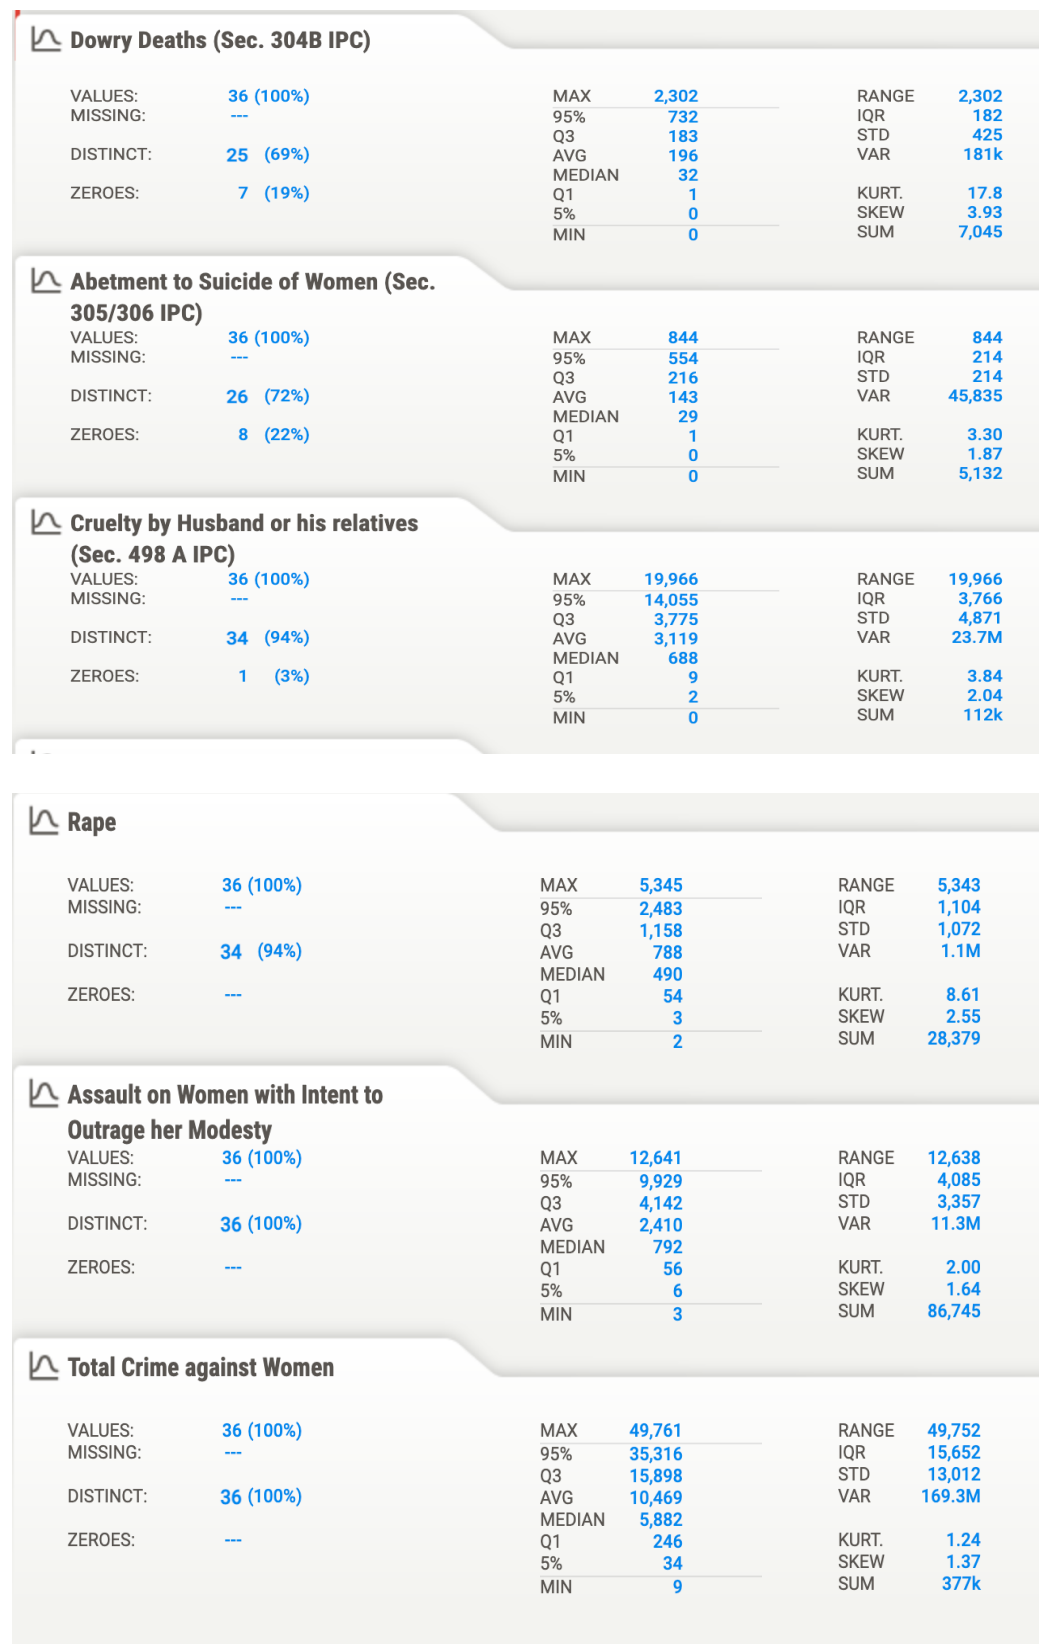 Dowry Deaths (Sec. 304B IPC)
VALUES: 36 (100%) MAX 2,302 RANGE 2,302
MISSING: --- 95% 732 IQR 182
Q3 183 STD 425
DISTINCT: 25 (69%) AVG 196 VAR 181k
MEDIAN 32
ZEROES: 7 (19%) Q1 1 KURT. 17.8
5% 0 SKEW 3.93
MIN 0 SUM 7,045
Abetment to Suicide of Women (Sec.
305/306 IPC)
VALUES: 36 (100%) MAX 844 RANGE 844
MISSING: --- 95% 554 IQR 214
Q3 216 STD 214
DISTINCT: 26 (72%) AVG 143 VAR 45,835
MEDIAN 29
ZEROES: 8 (22%) Q1 1 KURT. 3.30
5% 0 SKEW 1.87
MIN 0 SUM 5,132
Cruelty by Husband or his relatives
(Sec. 498 A IPC)
VALUES: 36 (100%) MAX 19,966 RANGE 19,966
MISSING: --- 95% 14,055 IQR 3,766
Q3 3,775 STD 4,871
DISTINCT: 34 (94%) AVG 3,119 VAR 23.7M
MEDIAN 688
ZEROES: 1 (3%) Q1 9 KURT. 3.84
5% 2 SKEW 2.04
MIN 0 SUM 112k
Rape
VALUES: 36 (100%) MAX 5,345 RANGE 5,343
MISSING: --- 95% 2,483 IQR 1,104
Q3 1,158 STD 1,072
DISTINCT: 34 (94%) AVG 788 VAR 1.1M
MEDIAN 490
ZEROES: --- Q1 54 KURT. 8.61
5% 3 SKEW 2.55
MIN 2 SUM 28,379
Assault on Women with Intent to
Outrage her Modesty
VALUES: 36 (100%) MAX 12,641 RANGE 12,638
MISSING: --- 95% 9,929 IQR 4,085
Q3 4,142 STD 3,357
DISTINCT: 36 (100%) AVG 2,410 VAR 11.3M
MEDIAN 792
ZEROES: --- Q1 56 KURT. 2.00
5% 6 SKEW 1.64
MIN 3 SUM 86,745
Total Crime against Women
VALUES: 36 (100%) MAX 49,761 RANGE 49,752
MISSING: --- 95% 35,316 IQR 15,652
Q3 15,898 STD 13,012
DISTINCT: 36 (100%) AVG 10,469 VAR 169.3M
MEDIAN 5,882
ZEROES: --- Q1 246 KURT. 1.24
5% 34 SKEW 1.37
MIN 9 SUM 377k